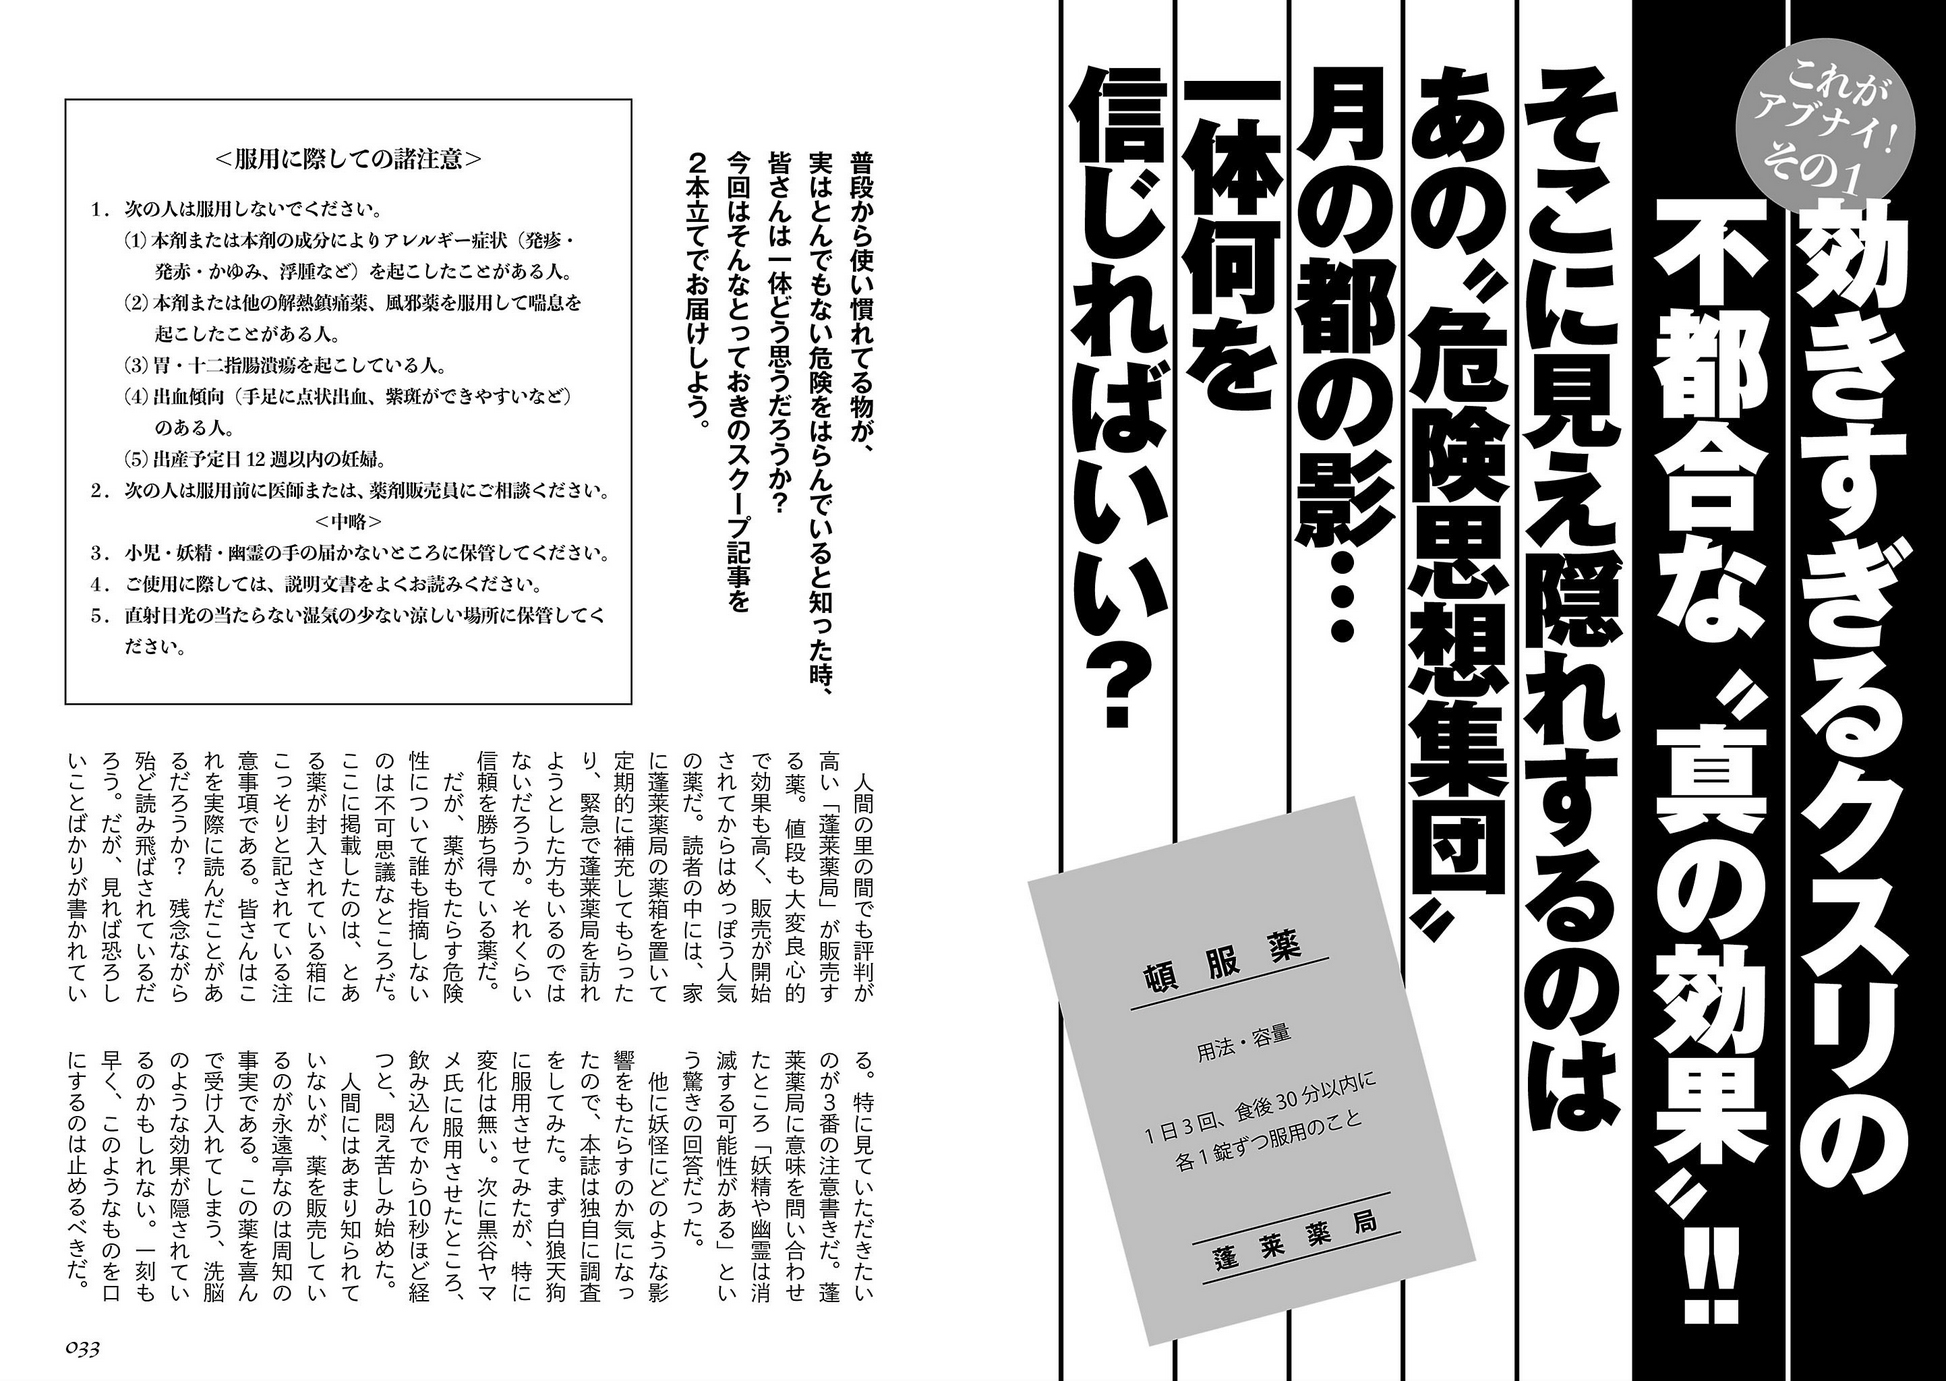 これが
アブナイ！
その1
効きすぎるクスリの
不都合な〝真の効果〟!!
そこに見え隠れするのは
あの〝危険思想集団〟
月の都の影…
一体何を
信じればいい？
頓服薬
用法・容量
1日3回、食後30分以内に
各1錠ずつ服用のこと
蓬莱薬局
普段から使い慣れてる物が、
実はとんでもない危険をはらんでいると知った時、
皆さんは一体どう思うだろうか？
今回はそんなとっておきのスクープ記事を
２本立てでお届けしよう。
＜服用に際しての諸注意＞
1．次の人は服用しないでください。
(1)本剤または本剤の成分によりアレルギー症状（発疹・
発赤・かゆみ、浮腫など）を起こしたことがある人。
(2)本剤または他の解熱鎮痛薬、風邪薬を服用して喘息を
起こしたことがある人。
(3)胃・十二指腸潰瘍を起こしている人。
(4)出血傾向（手足に点状出血、紫斑ができやすいなど）
のある人。
(5)出産予定日12週以内の妊婦。
2．次の人は服用前に医師または、薬剤販売員にご相談ください。
＜中略＞
3．小児・妖精・幽霊の手の届かないところに保管してください。
4．ご使用に際しては、説明文書をよくお読みください。
5．直射日光の当たらない湿気の少ない涼しい場所に保管してく
ださい。
人間の里の間でも評判が
高い「蓬莱薬局」が販売す
る薬。値段も大変良心的
で効果も高く、販売が開始
されてからはめっぽう人気
の薬だ。読者の中には、家
に蓬莱薬局の薬箱を置いて
定期的に補充してもらった
り、緊急で蓬莱薬局を訪れ
ようとした方もいるのでは
ないだろうか。それくらい
信頼を勝ち得ている薬だ。
だが、薬がもたらす危険
性について誰も指摘しない
のは不可思議なところだ。
ここに掲載したのは、とあ
る薬が封入されている箱に
こっそりと記されている注
意事項である。皆さんはこ
れを実際に読んだことがあ
るだろうか？　残念ながら
殆ど読み飛ばされているだ
ろう。だが、見れば恐ろし
いことばかりが書かれてい
る。特に見ていただきたい
のが３番の注意書きだ。蓬
莱薬局に意味を問い合わせ
たところ「妖精や幽霊は消
滅する可能性がある」とい
う驚きの回答だった。
他に妖怪にどのような影
響をもたらすのか気になっ
たので、本誌は独自に調査
をしてみた。まず白狼天狗
に服用させてみたが、特に
変化は無い。次に黒谷ヤマ
メ氏に服用させたところ、
飲み込んでから10秒ほど経
つと、悶え苦しみ始めた。
人間にはあまり知られて
いないが、薬を販売してい
るのが永遠亭なのは周知の
事実である。この薬を喜ん
で受け入れてしまう、洗脳
のような効果が隠されてい
るのかもしれない。一刻も
早く、このようなものを口
にするのは止めるべきだ。
033